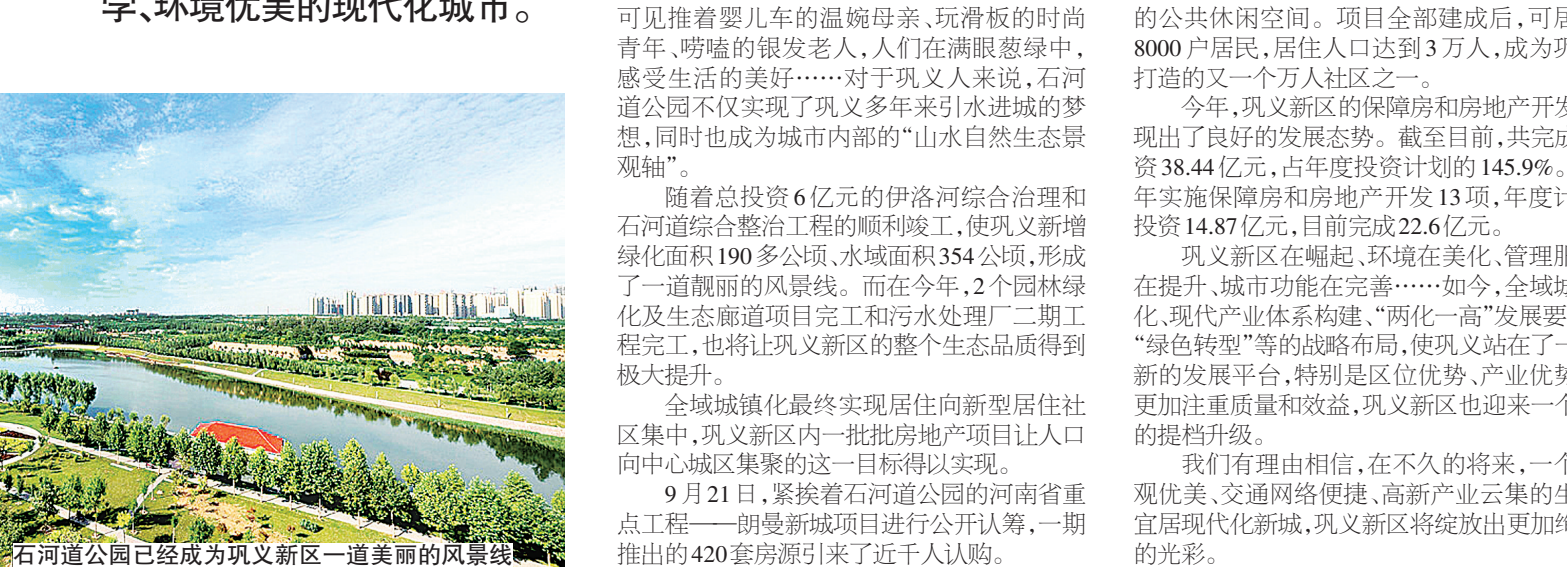 学、环境优美的现代化城市。
石河道公园已经成为巩义新区一道美丽的风景线
可见推着婴儿车的温婉母亲、玩滑板的时尚
青年、唠嗑的银发老人,人们在满眼葱绿中,
感受生活的美好……对于巩义人来说,石河
道公园不仅实现了巩义多年来引水进城的梦
想,同时也成为城市内部的“山水自然生态景
观轴”。
随着总投资6亿元的伊洛河综合治理和
石河道综合整治工程的顺利竣工,使巩义新增
绿化面积190多公顷、水域面积354公顷,形成
了一道靓丽的风景线。而在今年,2个园林绿
化及生态廊道项目完工和污水处理厂二期工
程完工,也将让巩义新区的整个生态品质得到
极大提升。
全域城镇化最终实现居住向新型居住社
区集中,巩义新区内一批批房地产项目让人口
向中心城区集聚的这一目标得以实现。
9月21日,紧挨着石河道公园的河南省重
点工程——朗曼新城项目进行公开认筹,一期
推出的420套房源引来了近千人认购。
的公共休闲空间。项目全部建成后,可居
8000户居民,居住人口达到3万人,成为巩
打造的又一个万人社区之一。
今年,巩义新区的保障房和房地产开发
现出了良好的发展态势。截至目前,共完成
资38.44亿元,占年度投资计划的145.9%。
年实施保障房和房地产开发13项,年度计
投资14.87亿元,目前完成22.6亿元。
巩义新区在崛起、环境在美化、管理服
在提升、城市功能在完善……如今,全域城
化、现代产业体系构建、“两化一高”发展要
“绿色转型”等的战略布局,使巩义站在了一
新的发展平台,特别是区位优势、产业优势
更加注重质量和效益,巩义新区也迎来一个
的提档升级。
我们有理由相信,在不久的将来,一个
观优美、交通网络便捷、高新产业云集的生
宜居现代化新城,巩义新区将绽放出更加绚
的光彩。